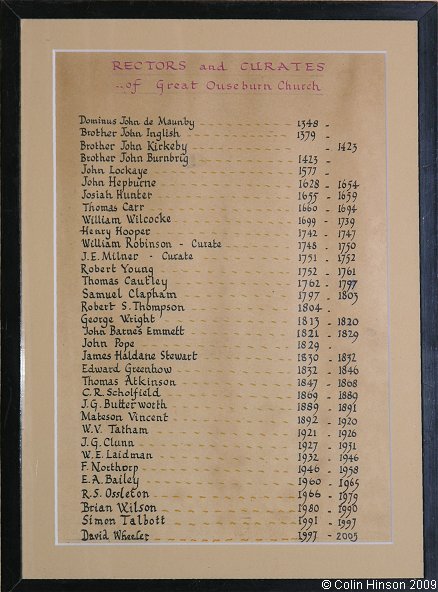 RECTORS and CURATES
...of Great Ouseburn Church
Dominus John de Maunby 1348 -
Brother John Inglish 1379 -
Brother John Kirkeby - 1423
Brother John Burnbrig 1423 -
John Lockaye 1577 -
John Hepburne 1628 - 1654
Josiah Hunter 1655 - 1659
Thomas Carr 1660 - 1694
William Wilcocke 1699 - 1739
Henry Hooper 1742 - 1747
William Robinson - Curate 1748 - 1750
J.E. Milner - Curate 1751 - 1752
Robert Young 1752 - 1761
Thomas Cautley 1762 - 1797
Samuel Clapham 1797 - 1803
Robert S. Thompson 1804 -
George Wright 1813 - 1820
John Barnes Emmett 1821 - 1829
John Pope 1829 -
James Haldane Stewart 1830 - 1832
Edward Greenhow 1832 - 1846
Thomas Atkinson 1847 - 1868
C.R. Scholfield 1869 - 1889
J.G. Butterworth 1889 - 1891
Mateson Vincent 1892 - 1920
W.V. Tatham 1921 - 1926
J.G. Clunn 1927 - 1931
W.E. Laidman 1932 - 1946
F. Northorp 1946 - 1958
E.A. Bailey 1960 - 1965
R.S. Ossleton 1966 - 1979
Brian Wilson 1980 - 1990
Simon Talbott 1991 - 1997
David Wheeler 1997 - 2005
© Colin Hinson 2009